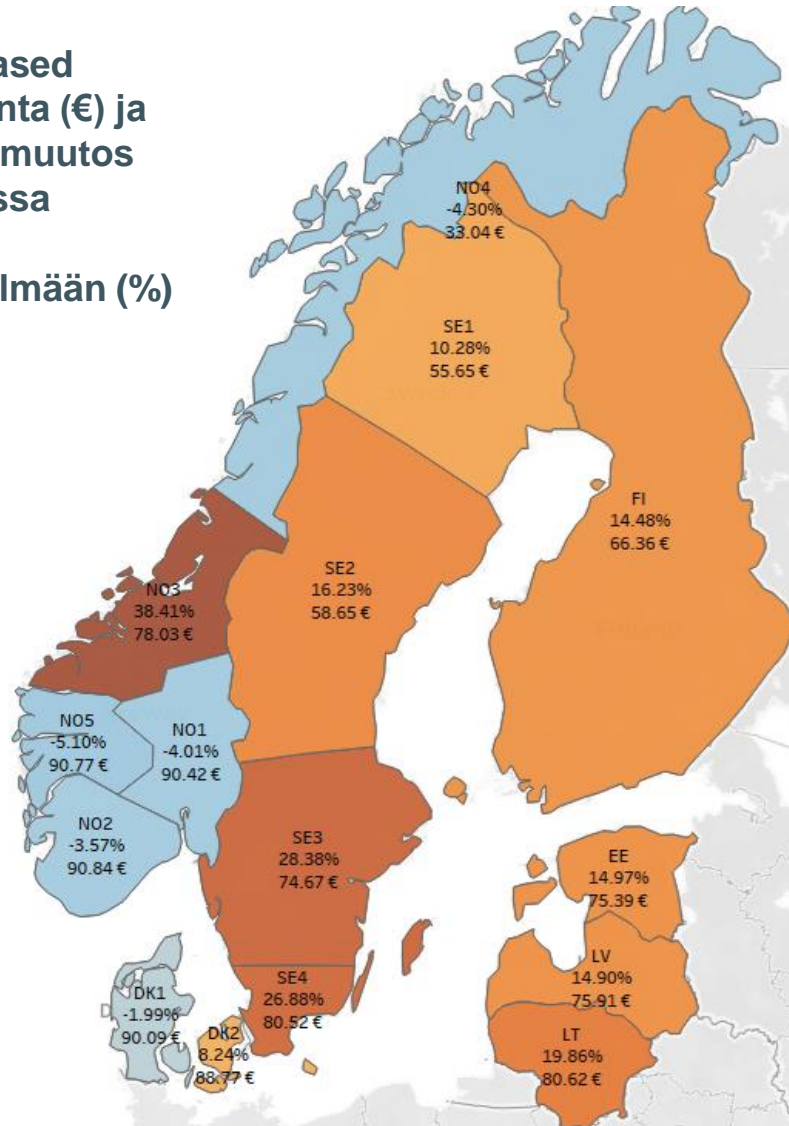 ased
nta (€) ja
muutos
ssa
lmään (%)
NO4
-4.30%
33.04 €
SE1
10.28%
55.65 €
FI
14.48%
66.36 €
SE2
16.23%
58.65 €
NO3
38.41%
78.03 €
NO5
-5.10%
90.77 €
NO1
-4.01%
90.42 €
NO2
-3.57%
90.84 €
SE3
28.38%
74.67 €
EE
14.97%
75.39 €
LV
14.90%
75.91 €
SE4
26.88%
80.52 €
DK1
-1.99%
90.09 €
DK2
8.24%
88.77 €
LT
19.86%
80.62 €